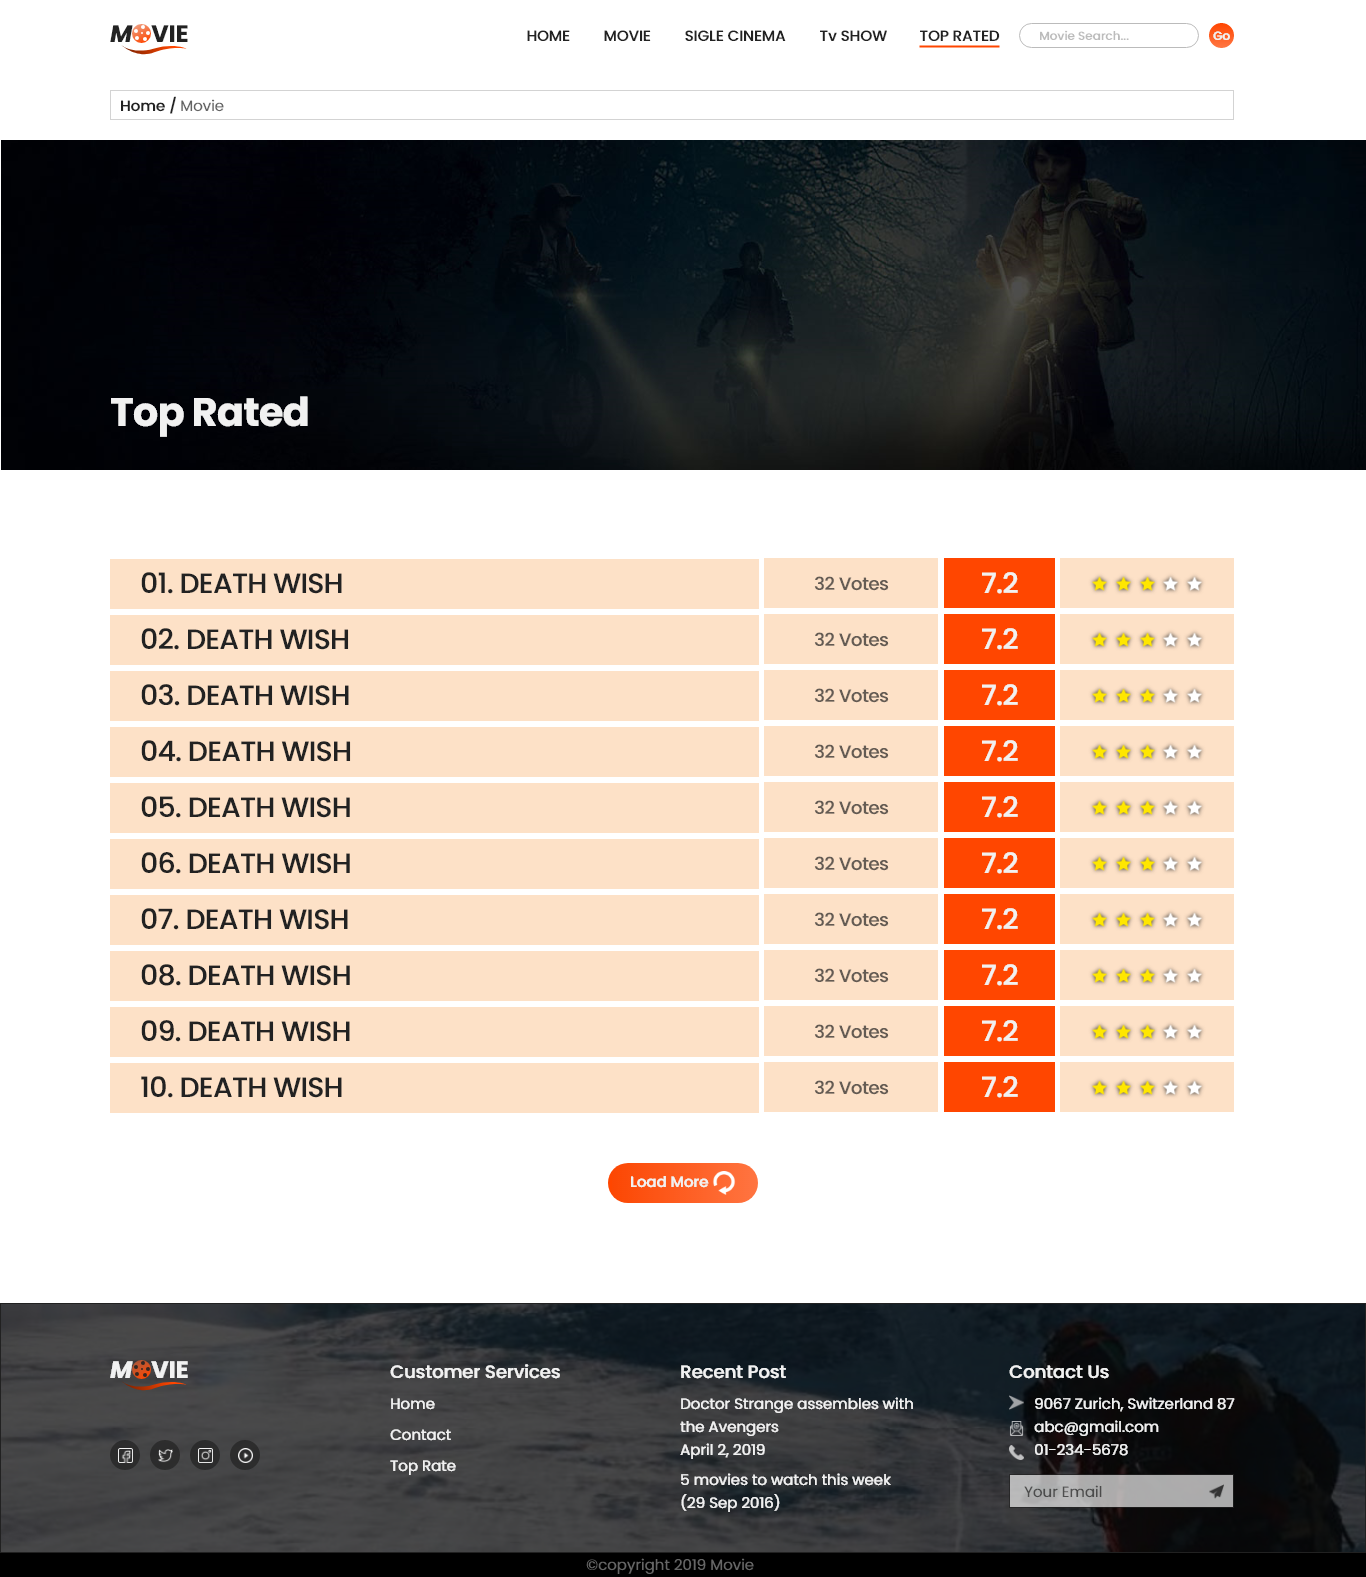 MOVIE
HOME MOVIE SIGLE CINEMA Tv SHOW TOP RATED Movie Search... Go
Home / Movie
Top Rated
01. DEATH WISH 32 Votes 7.2
02. DEATH WISH 32 Votes 7.2
03. DEATH WISH 32 Votes 7.2
04. DEATH WISH 32 Votes 7.2
05. DEATH WISH 32 Votes 7.2
06. DEATH WISH 32 Votes 7.2
07. DEATH WISH 32 Votes 7.2
08. DEATH WISH 32 Votes 7.2
09. DEATH WISH 32 Votes 7.2
10. DEATH WISH 32 Votes 7.2
Load More
MOVIE
Customer Services
Home
Contact
Top Rate
Recent Post
Doctor Strange assembles with
the Avengers
April 2, 2019
5 movies to watch this week
(29 Sep 2016)
Contact Us
9067 Zurich, Switzerland 87
abc@gmail.com
01-234-5678
Your Email
©copyright 2019 Movie